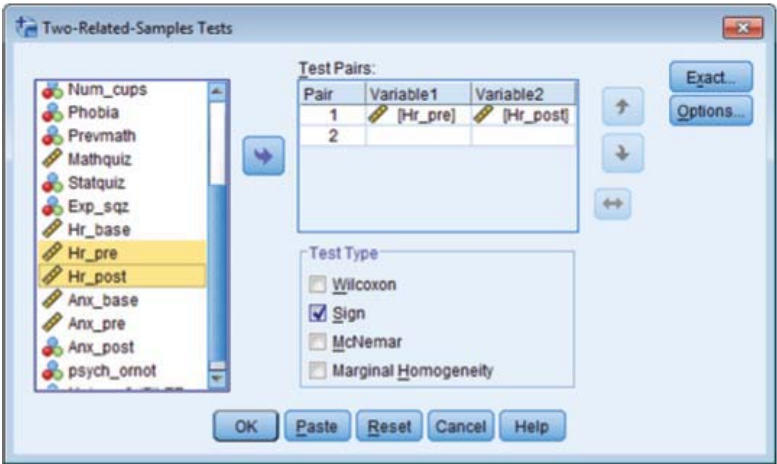 Two-Related-Samples Tests
Num_cups
Phobia
Prevmath
Mathquiz
Statquiz
Exp_sqz
Hr_base
Hr_pre
Hr_post
Anx_base
Anx_pre
Anx_post
psych_ornot
Test Pairs:
Pair Variable1 Variable2
1 [Hr_pre] [Hr_post]
2
Exact...
Options...
Test Type
Wilcoxon
Sign
McNemar
Marginal Homogeneity
OK Paste Reset Cancel Help